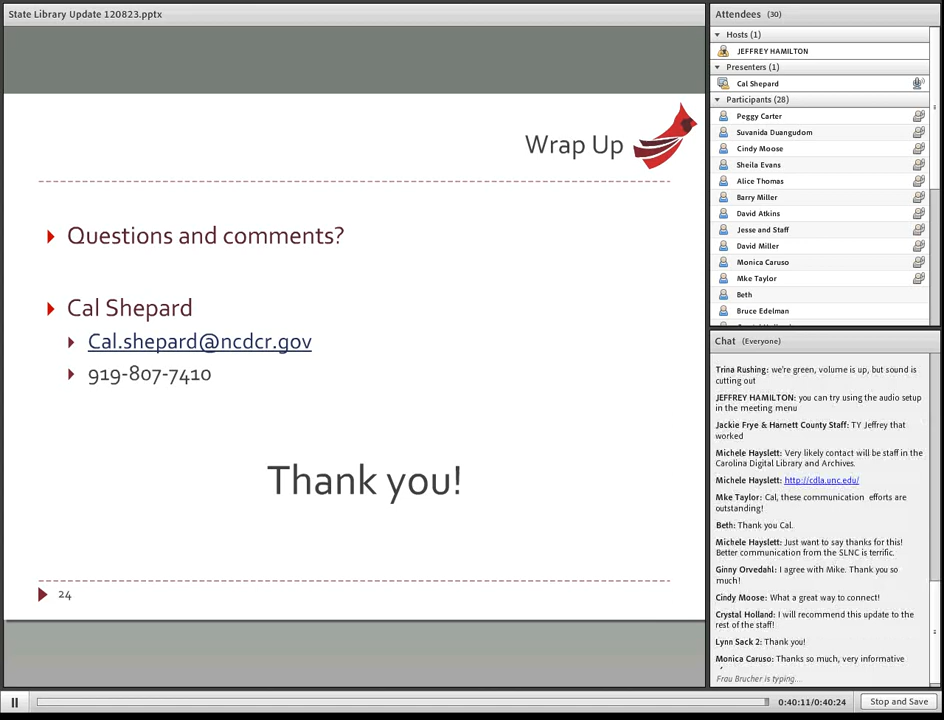 State Library Update 120823.pptx
Wrap Up
Questions and comments?
Cal Shepard
Cal.shepard@ncdcr.gov
919-807-7410
Thank you!
24
Attendees (30)
Hosts (1)
JEFFREY HAMILTON
Presenters (1)
Cal Shepard
Participants (28)
Peggy Carter
Suvanida Duangudom
Cindy Moose
Sheila Evans
Alice Thomas
Barry Miller
David Atkins
Jesse and Staff
David Miller
Monica Caruso
Mke Taylor
Beth
Bruce Edelman
Chat (Everyone)
Trina Rushing: we're green, volume is up, but sound is
cutting out
JEFFREY HAMILTON: you can try using the audio setup
in the meeting menu
Jackie Frye & Harnett County Staff: TY Jeffrey that
worked
Michele Hayslett: Very likely contact will be staff in the
Carolina Digital Library and Archives.
Michele Hayslett: http://cdla.unc.edu/
Mke Taylor: Cal, these communication efforts are
outstanding!
Beth: Thank you Cal.
Michele Hayslett: Just want to say thanks for this!
Better communication from the SLNC is terrific.
Ginny Orvedahl: I agree with Mike. Thank you so
much!
Cindy Moose: What a great way to connect!
Crystal Holland: I will recommend this update to the
rest of the staff!
Lynn Sack 2: Thank you!
Monica Caruso: Thanks so much, very informative
Frau Brucher is typing...
0:40:11/0:40:24
Stop and Save